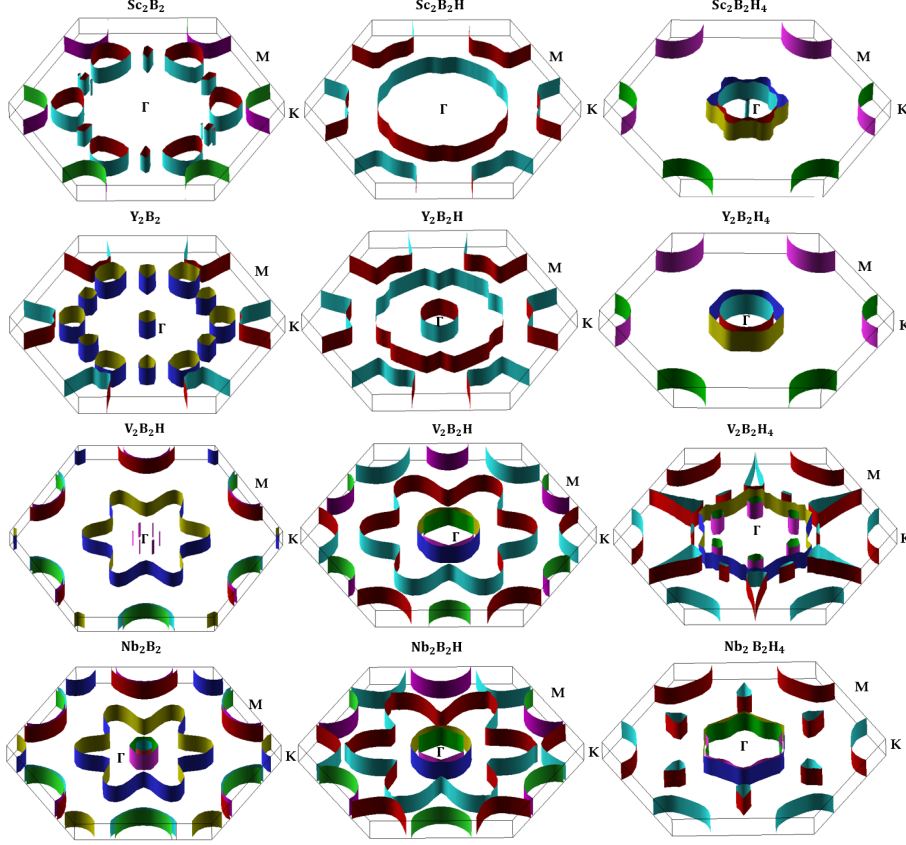 Sc₂B₂ Sc₂B₂H Sc₂B₂H₄
M M M
Γ Γ Γ
K K K
Y₂B₂ Y₂B₂H Y₂B₂H₄
M M M
Γ Γ Γ
K K K
V₂B₂H V₂B₂H V₂B₂H₄
M M M
Γ Γ Γ
K K K
Nb₂B₂ Nb₂B₂H Nb₂ B₂H₄
M M M
Γ Γ Γ
K K K